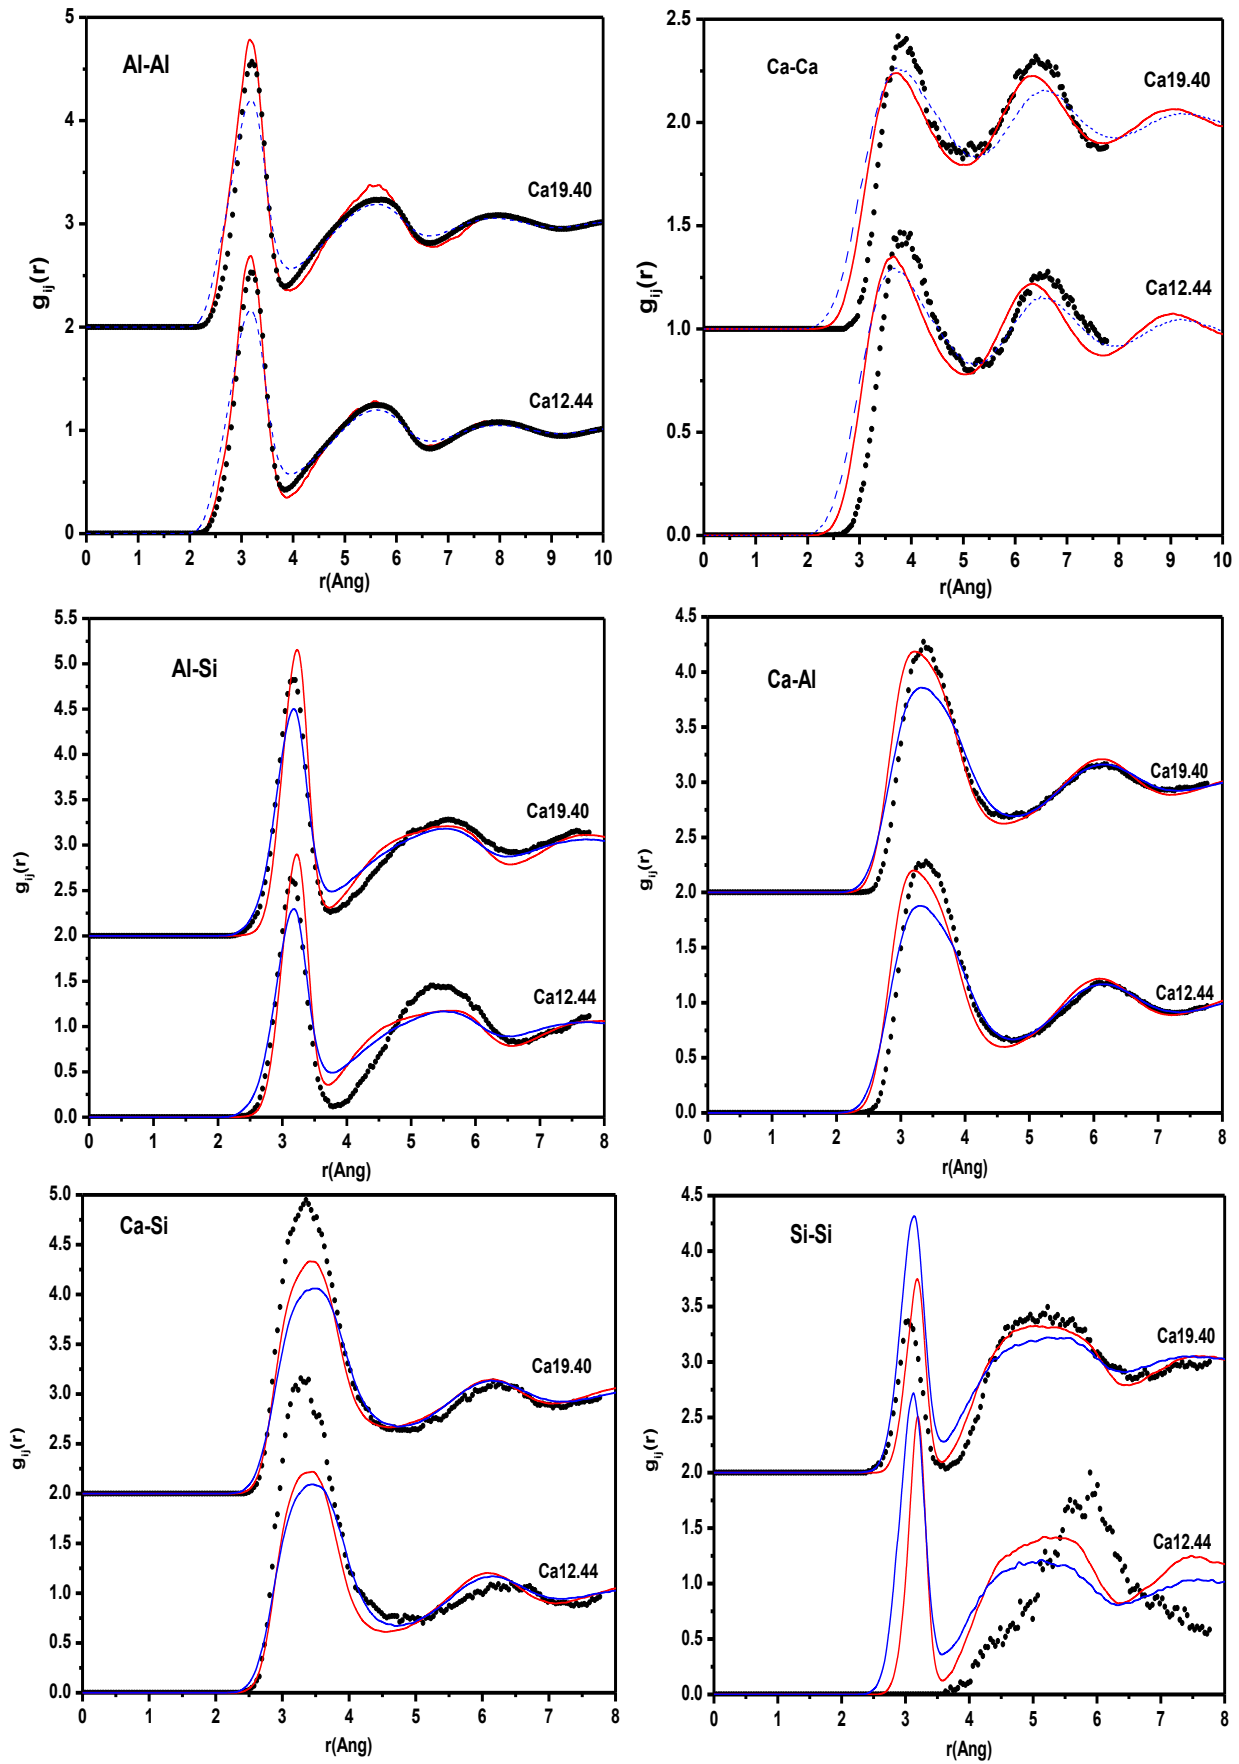 Al-Al
Ca19.40
Ca12.44
g_ij(r)
5
4
3
2
1
0
0 1 2 3 4 5 6 7 8 9 10
r(Ang)
Ca-Ca
Ca19.40
Ca12.44
g_ij(r)
2.5
2.0
1.5
1.0
0.5
0.0
0 1 2 3 4 5 6 7 8 9 10
r(Ang)
Al-Si
Ca19.40
Ca12.44
g_ij(r)
5.5
5.0
4.5
4.0
3.5
3.0
2.5
2.0
1.5
1.0
0.5
0.0
0 1 2 3 4 5 6 7 8
r(Ang)
Ca-Al
Ca19.40
Ca12.44
g_ij(r)
4.5
4.0
3.5
3.0
2.5
2.0
1.5
1.0
0.5
0.0
0 1 2 3 4 5 6 7 8
r(Ang)
Ca-Si
Ca19.40
Ca12.44
g_ij(r)
5.0
4.5
4.0
3.5
3.0
2.5
2.0
1.5
1.0
0.5
0.0
0 1 2 3 4 5 6 7 8
r(Ang)
Si-Si
Ca19.40
Ca12.44
g_ij(r)
4.5
4.0
3.5
3.0
2.5
2.0
1.5
1.0
0.5
0.0
0 1 2 3 4 5 6 7 8
r(Ang)